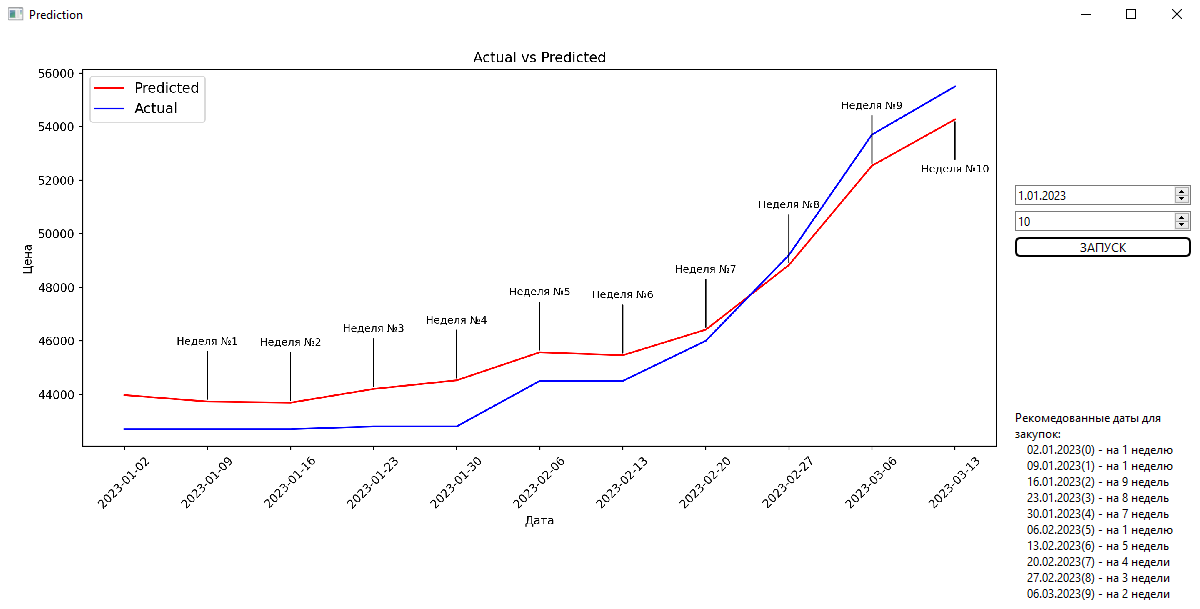 Prediction
Actual vs Predicted
Predicted
Actual
56000
54000
52000
50000
48000
46000
44000
Цена
Неделя №1
Неделя №2
Неделя №3
Неделя №4
Неделя №5
Неделя №6
Неделя №7
Неделя №8
Неделя №9
Неделя №10
2023-01-02
2023-01-09
2023-01-16
2023-01-23
2023-01-30
2023-02-06
2023-02-13
2023-02-20
2023-02-27
2023-03-06
2023-03-13
Дата
1.01.2023
10
ЗАПУСК
Рекомедованные даты для
закупок:
02.01.2023(0) - на 1 неделю
09.01.2023(1) - на 1 неделю
16.01.2023(2) - на 9 недель
23.01.2023(3) - на 8 недель
30.01.2023(4) - на 7 недель
06.02.2023(5) - на 1 неделю
13.02.2023(6) - на 5 недель
20.02.2023(7) - на 4 недели
27.02.2023(8) - на 3 недели
06.03.2023(9) - на 2 недели